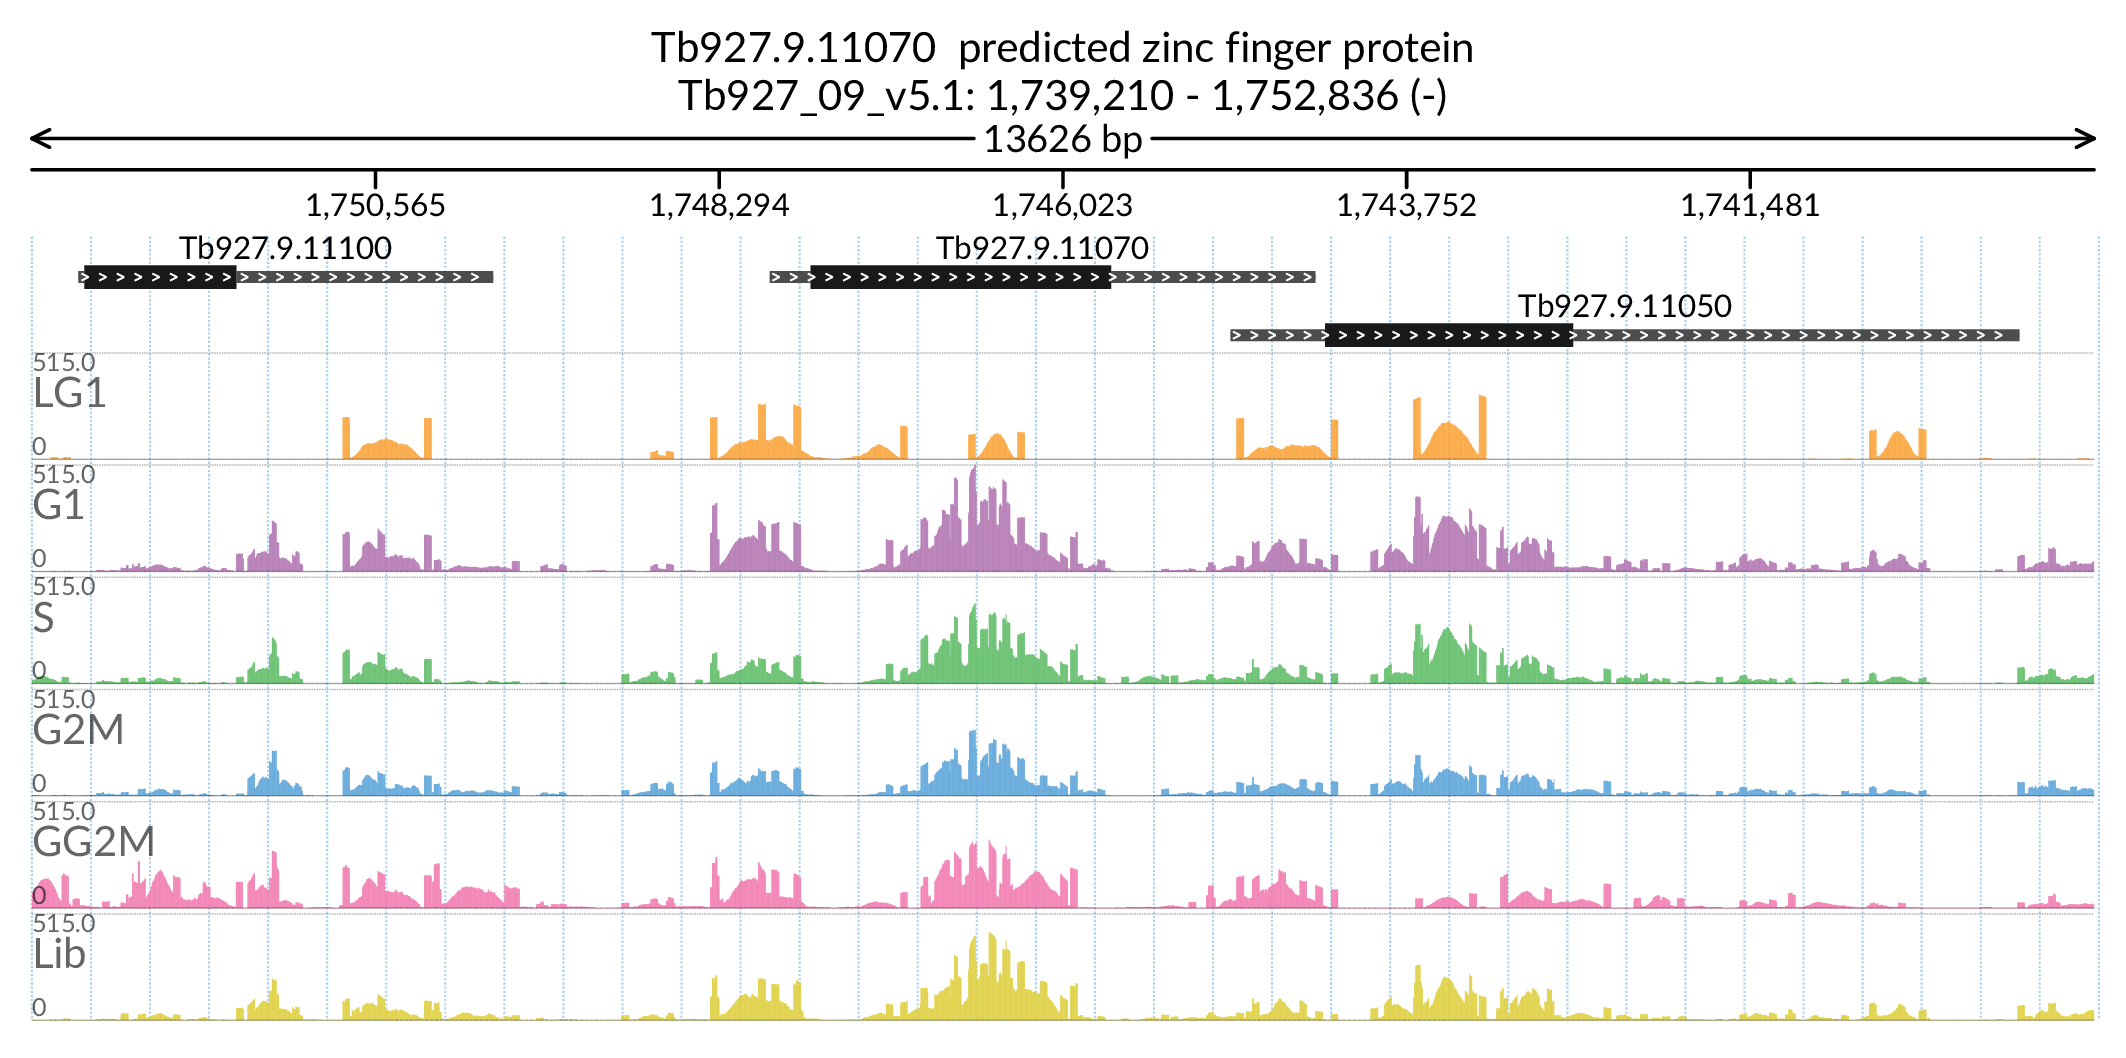 Tb927.9.11070 predicted zinc finger protein
Tb927_09_v5.1: 1,739,210 - 1,752,836 (-)
13626 bp
1,750,565 1,748,294 1,746,023 1,743,752 1,741,481
Tb927.9.11100 Tb927.9.11070
Tb927.9.11050
515.0
LG1
0
515.0
G1
0
515.0
S
0
515.0
G2M
0
515.0
GG2M
0
515.0
Lib
0